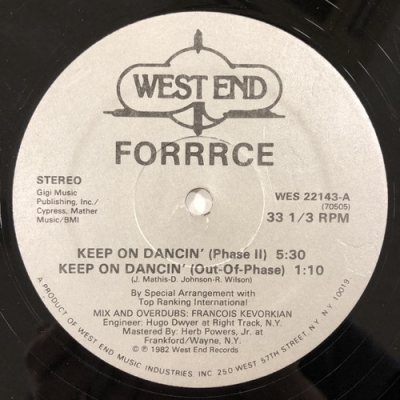 WEST END
FORRRCE
STEREO
Gigi Music
Publishing, Inc./
Cypress, Mather
Music/BMI
WES 22143-A
(70505)
33 1/3 RPM
KEEP ON DANCIN' (Phase II) 5:30
KEEP ON DANCIN' (Out-Of-Phase) 1:10
(J. Mathis-D. Johnson-R. Wilson)
By Special Arrangement with
Top Ranking International
MIX AND OVERDUBS: FRANCOIS KEVORKIAN
Engineer: Hugo Dwyer at Right Track, N.Y.
Mastered By: Herb Powers, Jr. at
Frankford/Wayne, N.Y.
© ℗ 1982 West End Records
A PRODUCT OF WEST END MUSIC INDUSTRIES, INC. 250 WEST 57TH STREET N.Y. N.Y. 10019